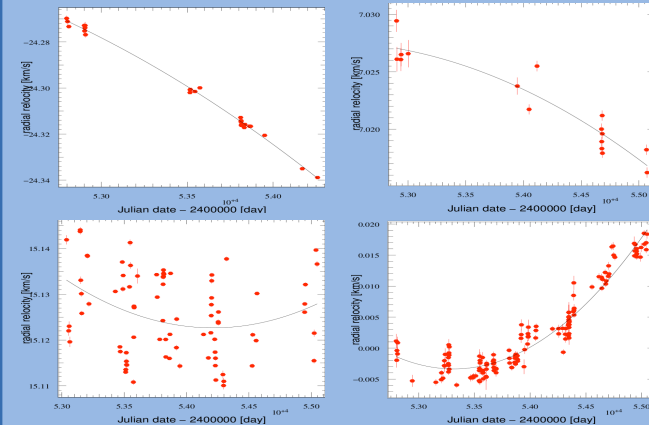 −24.28
−24.30
−24.32
−24.34
radial velocity [km/s]
5.30 5.35 5.40
10+4
Julian date − 2400000 [day]
7.030
7.025
7.020
radial velocity [km/s]
5.30 5.35 5.40 5.45 5.50
10+4
Julian date − 2400000 [day]
15.14
15.13
15.12
15.11
radial velocity [km/s]
5.30 5.35 5.40 5.45 5.50
10+4
Julian date − 2400000 [day]
0.020
0.015
0.010
0.005
0.000
−0.005
radial velocity [km/s]
5.30 5.35 5.40 5.45 5.50
10+4
Julian date − 2400000 [day]